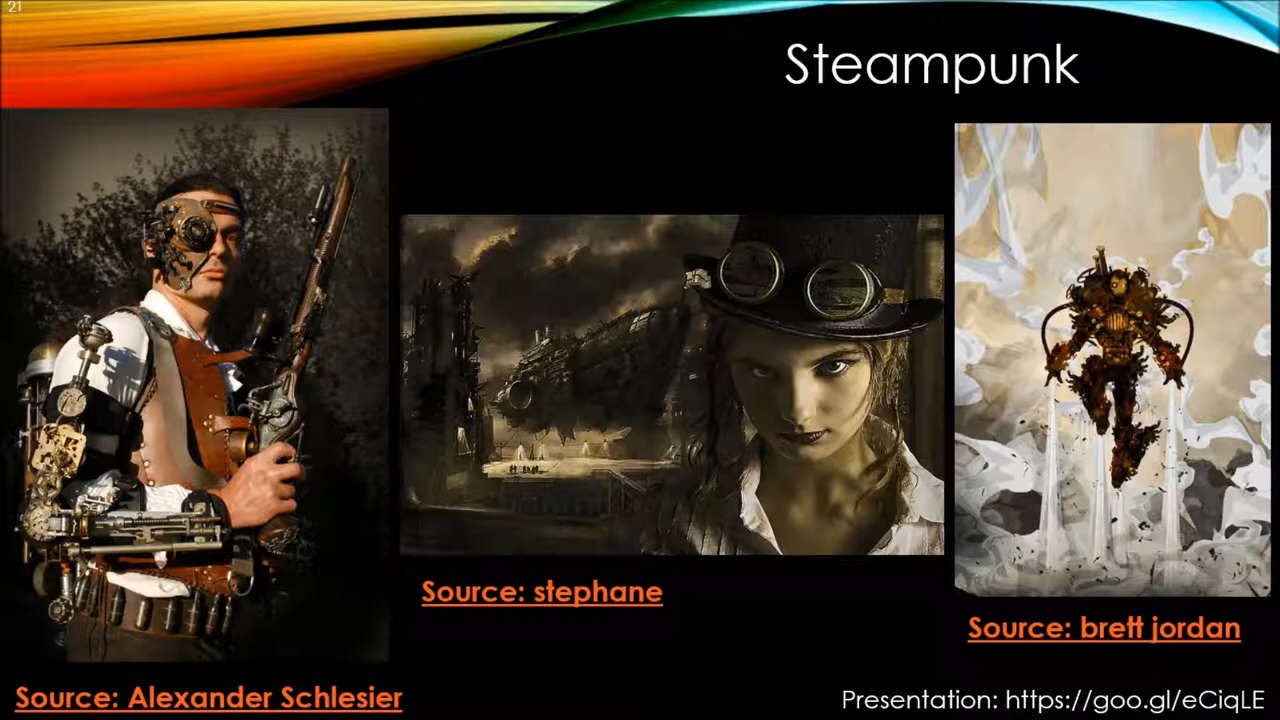 21
Steampunk
Source: stephane
Source: brett jordan
Source: Alexander Schlesier
Presentation: https://goo.gl/eCiqLE